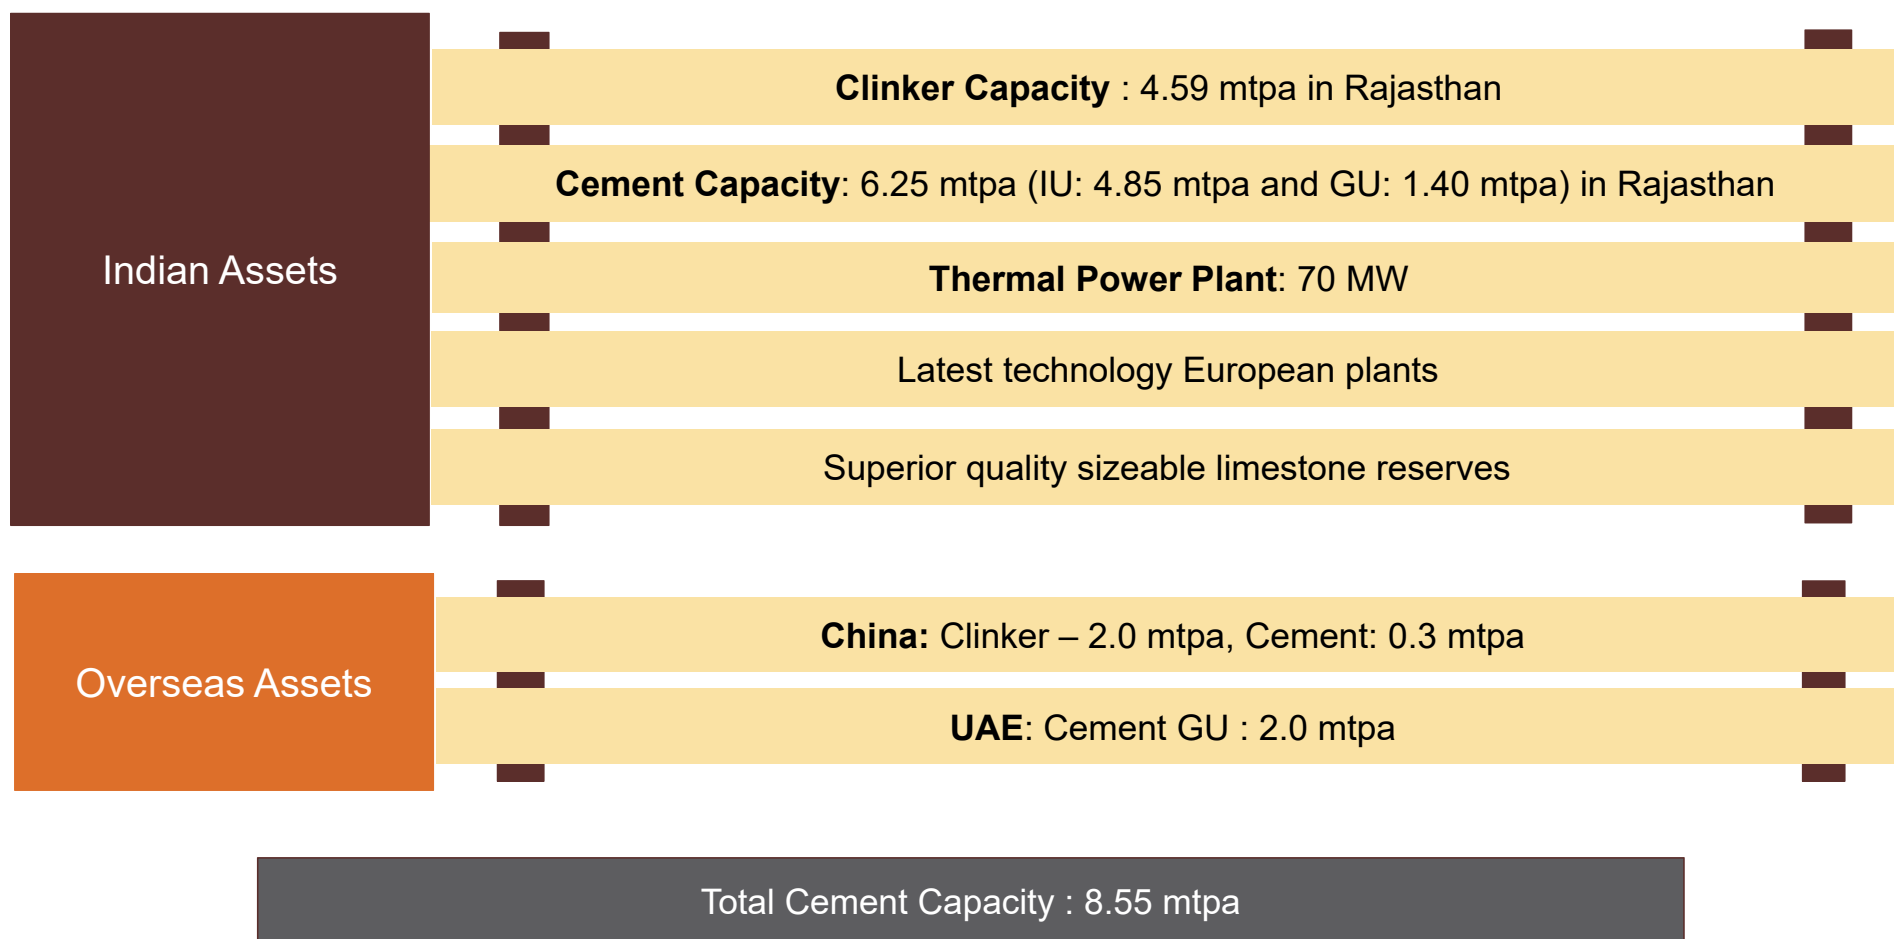 Indian Assets
Clinker Capacity : 4.59 mtpa in Rajasthan
Cement Capacity: 6.25 mtpa (IU: 4.85 mtpa and GU: 1.40 mtpa) in Rajasthan
Thermal Power Plant: 70 MW
Latest technology European plants
Superior quality sizeable limestone reserves
Overseas Assets
China: Clinker – 2.0 mtpa, Cement: 0.3 mtpa
UAE: Cement GU : 2.0 mtpa
Total Cement Capacity : 8.55 mtpa